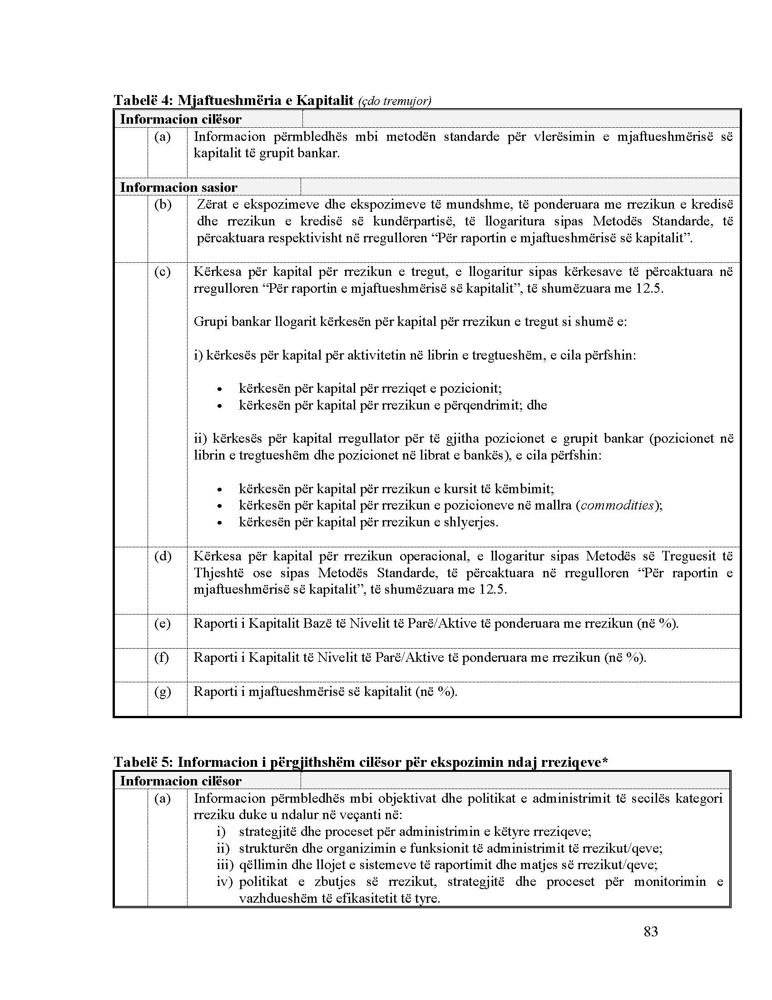 Tabelë 4: Mjaftueshmëria e Kapitalit (çdo tremujor)
Informacion cilësor
(a) Informacion përmbledhës mbi metodën standarde për vlerësimin e mjaftueshmërisë së
kapitalit të grupit bankar.
Informacion sasior
(b) Zërat e ekspozimeve dhe ekspozimeve të mundshme, të ponderuara me rrezikun e kredisë
dhe rrezikun e kredisë së kundërpartisë, të llogaritura sipas Metodës Standarde, të
përcaktuara respektivisht në rregulloren “Për raportin e mjaftueshmërisë së kapitalit”.
(c) Kërkesa për kapital për rrezikun e tregut, e llogaritur sipas kërkesave të përcaktuara në
rregulloren “Për raportin e mjaftueshmërisë së kapitalit”, të shumëzuara me 12.5.
Grupi bankar llogarit kërkesën për kapital për rrezikun e tregut si shumë e:
i) kërkesës për kapital për aktivitetin në librin e tregtueshëm, e cila përfshin:
• kërkesën për kapital për rreziqet e pozicionit;
• kërkesën për kapital për rrezikun e përqendrimit; dhe
ii) kërkesës për kapital rregullator për të gjitha pozicionet e grupit bankar (pozicionet në
librin e tregtueshëm dhe pozicionet në librat e bankës), e cila përfshin:
• kërkesën për kapital për rrezikun e kursit të këmbimit;
• kërkesën për kapital për rrezikun e pozicioneve në mallra (commodities);
• kërkesën për kapital për rrezikun e shlyerjes.
(d) Kërkesa për kapital për rrezikun operacional, e llogaritur sipas Metodës së Treguesit të
Thjeshtë ose sipas Metodës Standarde, të përcaktuara në rregulloren “Për raportin e
mjaftueshmërisë së kapitalit”, të shumëzuara me 12.5.
(e) Raporti i Kapitalit Bazë të Nivelit të Parë/Aktive të ponderuara me rrezikun (në %).
(f) Raporti i Kapitalit të Nivelit të Parë/Aktive të ponderuara me rrezikun (në %).
(g) Raporti i mjaftueshmërisë së kapitalit (në %).
Tabelë 5: Informacion i përgjithshëm cilësor për ekspozimin ndaj rreziqeve*
Informacion cilësor
(a) Informacion përmbledhës mbi objektivat dhe politikat e administrimit të secilës kategori
rreziku duke u ndalur në veçanti në:
i) strategjitë dhe proceset për administrimin e këtyre rreziqeve;
ii) strukturën dhe organizimin e funksionit të administrimit të rrezikut/qeve;
iii) qëllimin dhe llojet e sistemeve të raportimit dhe matjes së rrezikut/qeve;
iv) politikat e zbutjes së rrezikut, strategjitë dhe proceset për monitorimin e
vazhdueshëm të efikasitetit të tyre.
83